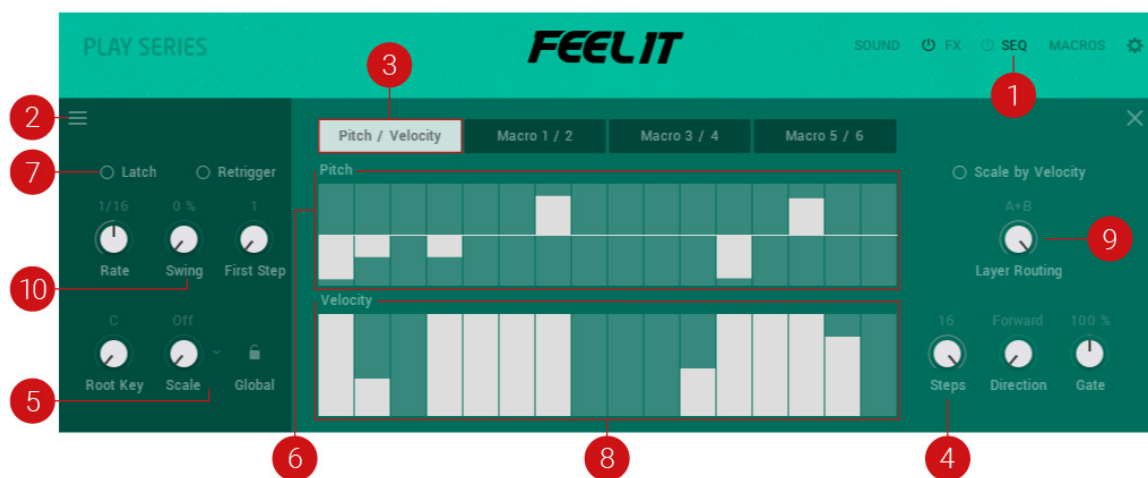 PLAY SERIES
FEEL IT
SOUND FX SEQ MACROS
3
1
2
Pitch / Velocity Macro 1 / 2 Macro 3 / 4 Macro 5 / 6
7
Latch Retrigger
Pitch
Scale by Velocity
1/16 0 % 1
A+B
9
Rate Swing First Step
Layer Routing
10
Velocity
C Off
16 Forward 100 %
Root Key Scale Global
Steps Direction Gate
5
6
8
4